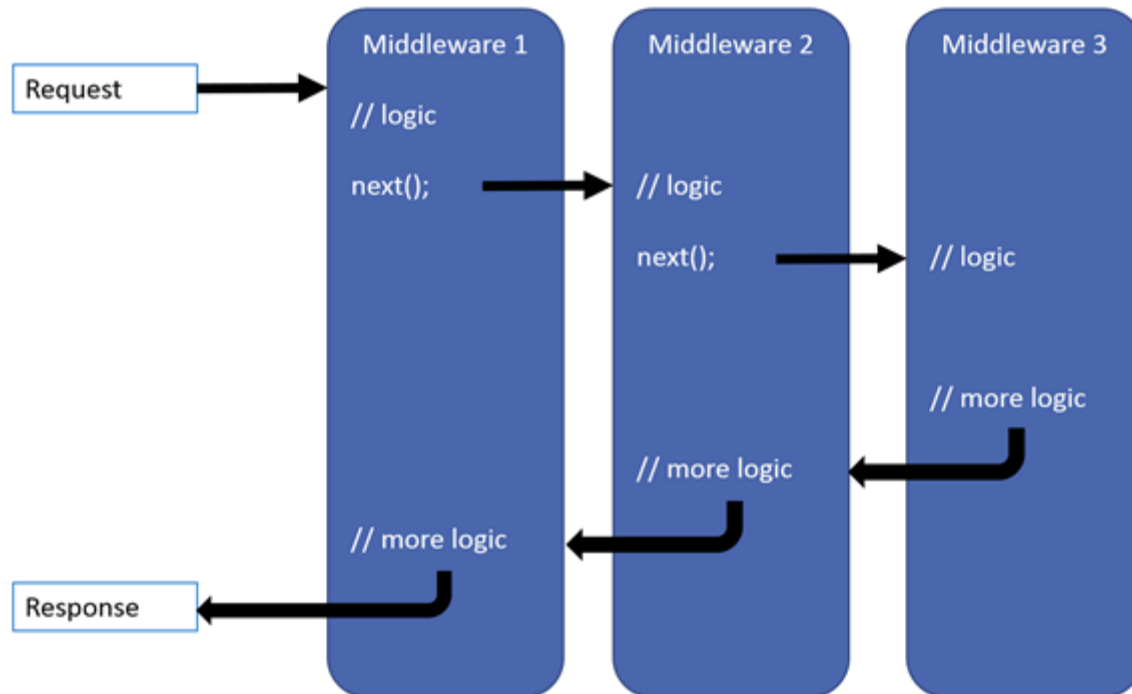 Middleware 1
Middleware 2
Middleware 3
Request
// logic
next();
// logic
next();
// logic
// more logic
// more logic
// more logic
Response